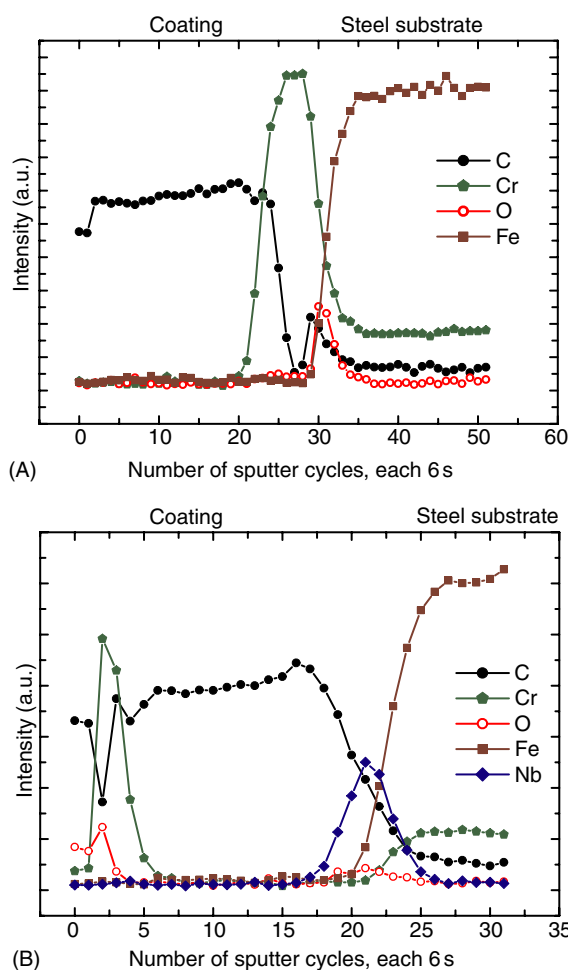 Coating Steel substrate
Intensity (a.u.)
C
Cr
O
Fe
0 10 20 30 40 50 60
(A) Number of sputter cycles, each 6 s
Coating Steel substrate
Intensity (a.u.)
C
Cr
O
Fe
Nb
0 5 10 15 20 25 30 35
(B) Number of sputter cycles, each 6 s